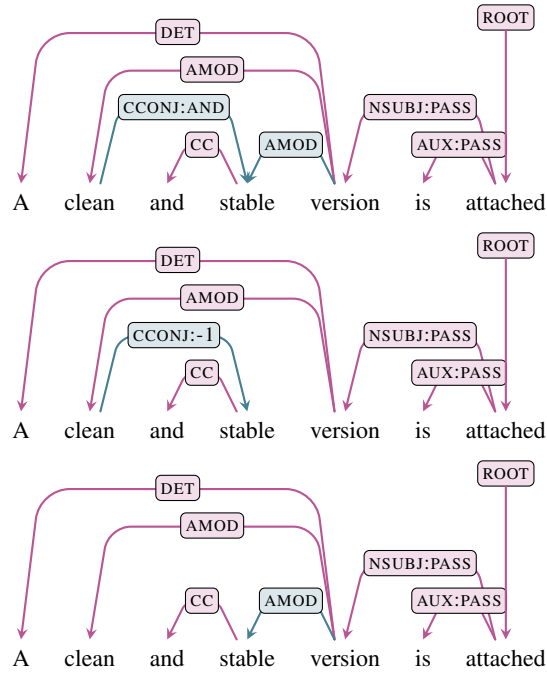 ROOT
DET
AMOD
CCONJ:AND NSUBJ:PASS
CC AMOD AUX:PASS
A clean and stable version is attached
ROOT
DET
AMOD
CCONJ:-1 NSUBJ:PASS
CC AUX:PASS
A clean and stable version is attached
ROOT
DET
AMOD
NSUBJ:PASS
CC AMOD AUX:PASS
A clean and stable version is attached